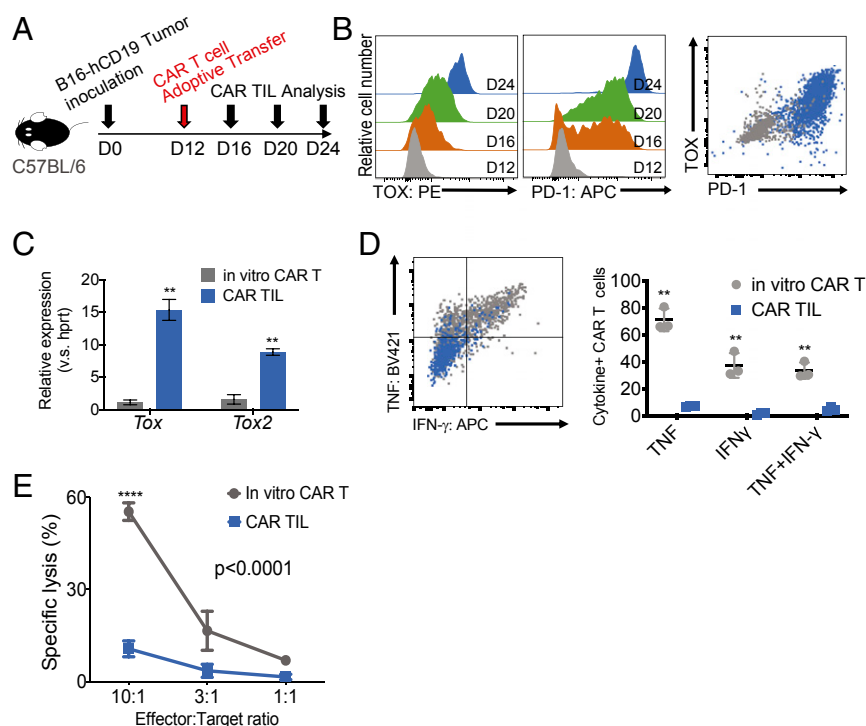 A
B16-hCD19 Tumor
inoculation
CAR T cell
Adoptive Transfer
CAR TIL Analysis
C57BL/6
D0
D12
D16
D20
D24
B
Relative cell number
D24
D20
D16
D12
TOX: PE
D24
D20
D16
D12
PD-1: APC
TOX
PD-1
C
in vitro CAR T
CAR TIL
Relative expression
(v.s. hprt)
20
15
10
5
0
**
**
Tox
Tox2
D
TNF: BV421
IFN-γ: APC
Cytokine+ CAR T cells
100
80
60
40
20
0
in vitro CAR T
CAR TIL
**
**
**
TNF
IFNγ
TNF+IFN-γ
E
In vitro CAR T
CAR TIL
p<0.0001
****
Specific lysis (%)
60
30
0
10:1
3:1
1:1
Effector:Target ratio